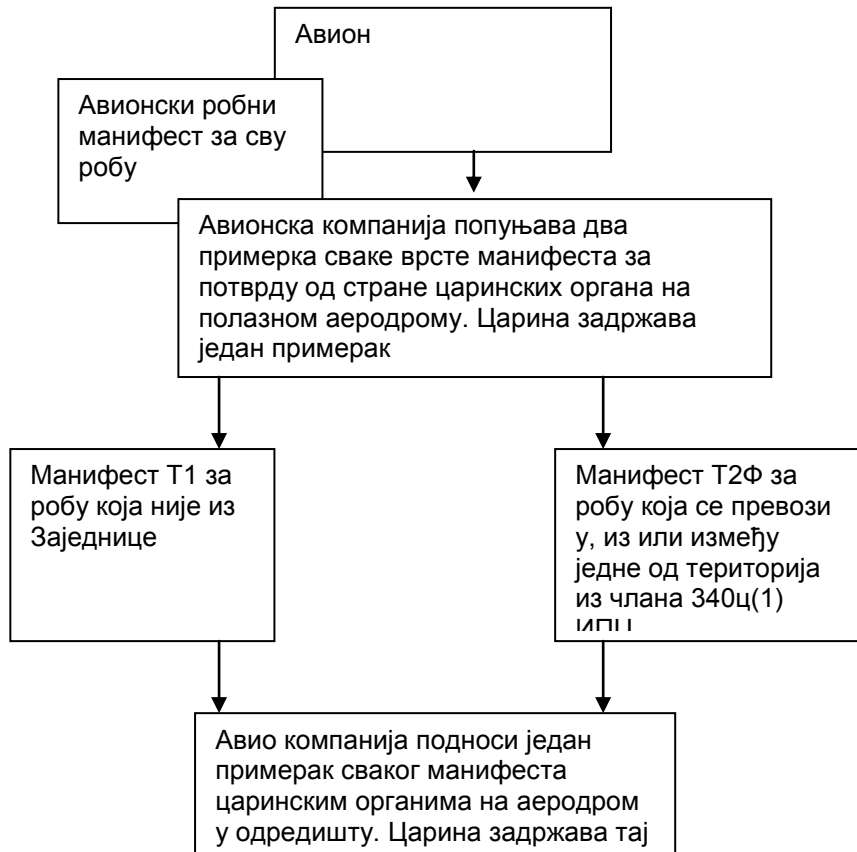 Авион
Авионски робни
манифест за сву
робу
Авионска компанија попуњава два
примерка сваке врсте манифеста за
потврду од стране царинских органа на
полазном аеродрому. Царина задржава
један примерак
Манифест Т1 за
робу која није из
Заједнице
Манифест Т2Ф за
робу која се превози
у, из или између
једне од територија
из члана 340ц(1)
Авио компанија подноси један
примерак сваког манифеста
царинским органима на аеродром
у одредишту. Царина задржава тај